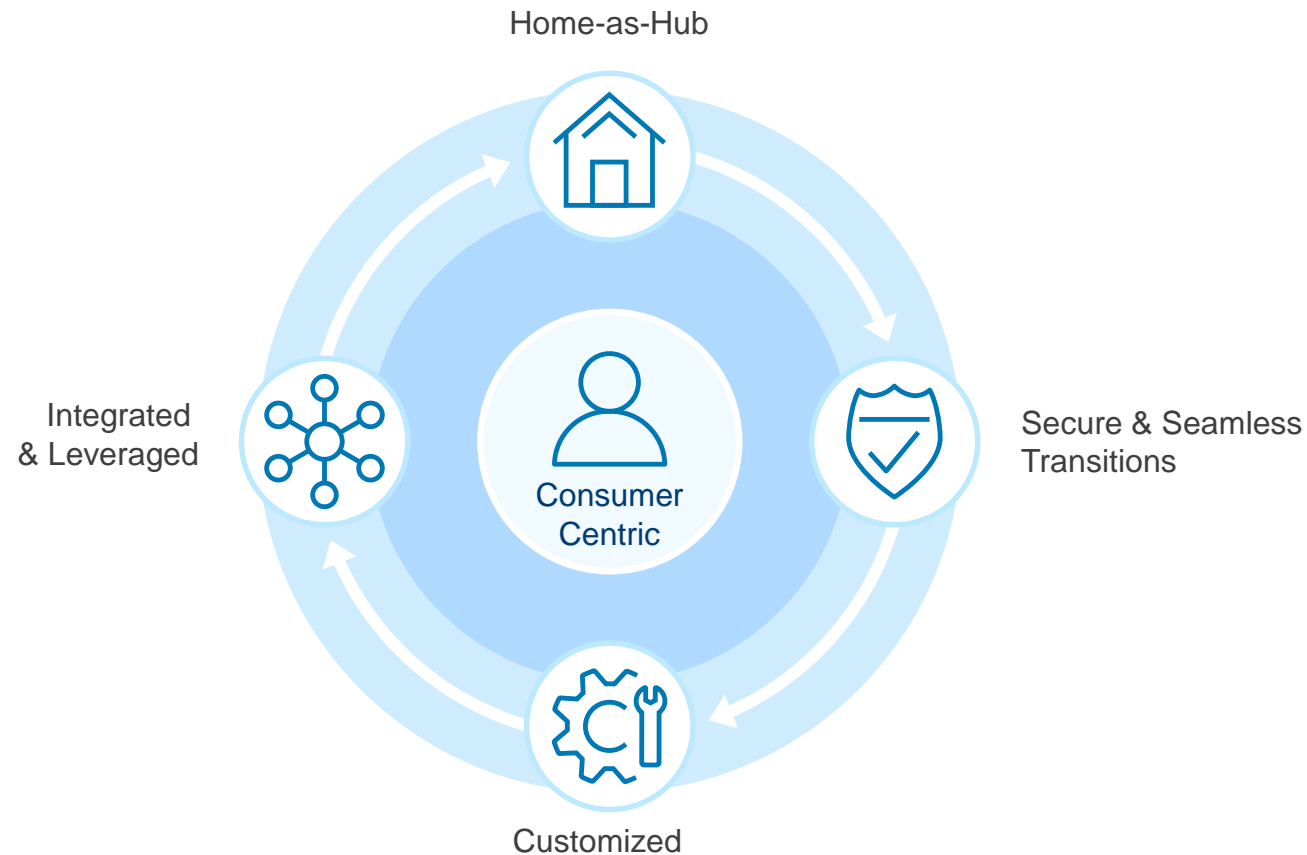 Home-as-Hub
Integrated
& Leveraged
Secure & Seamless
Transitions
Consumer
Centric
Customized